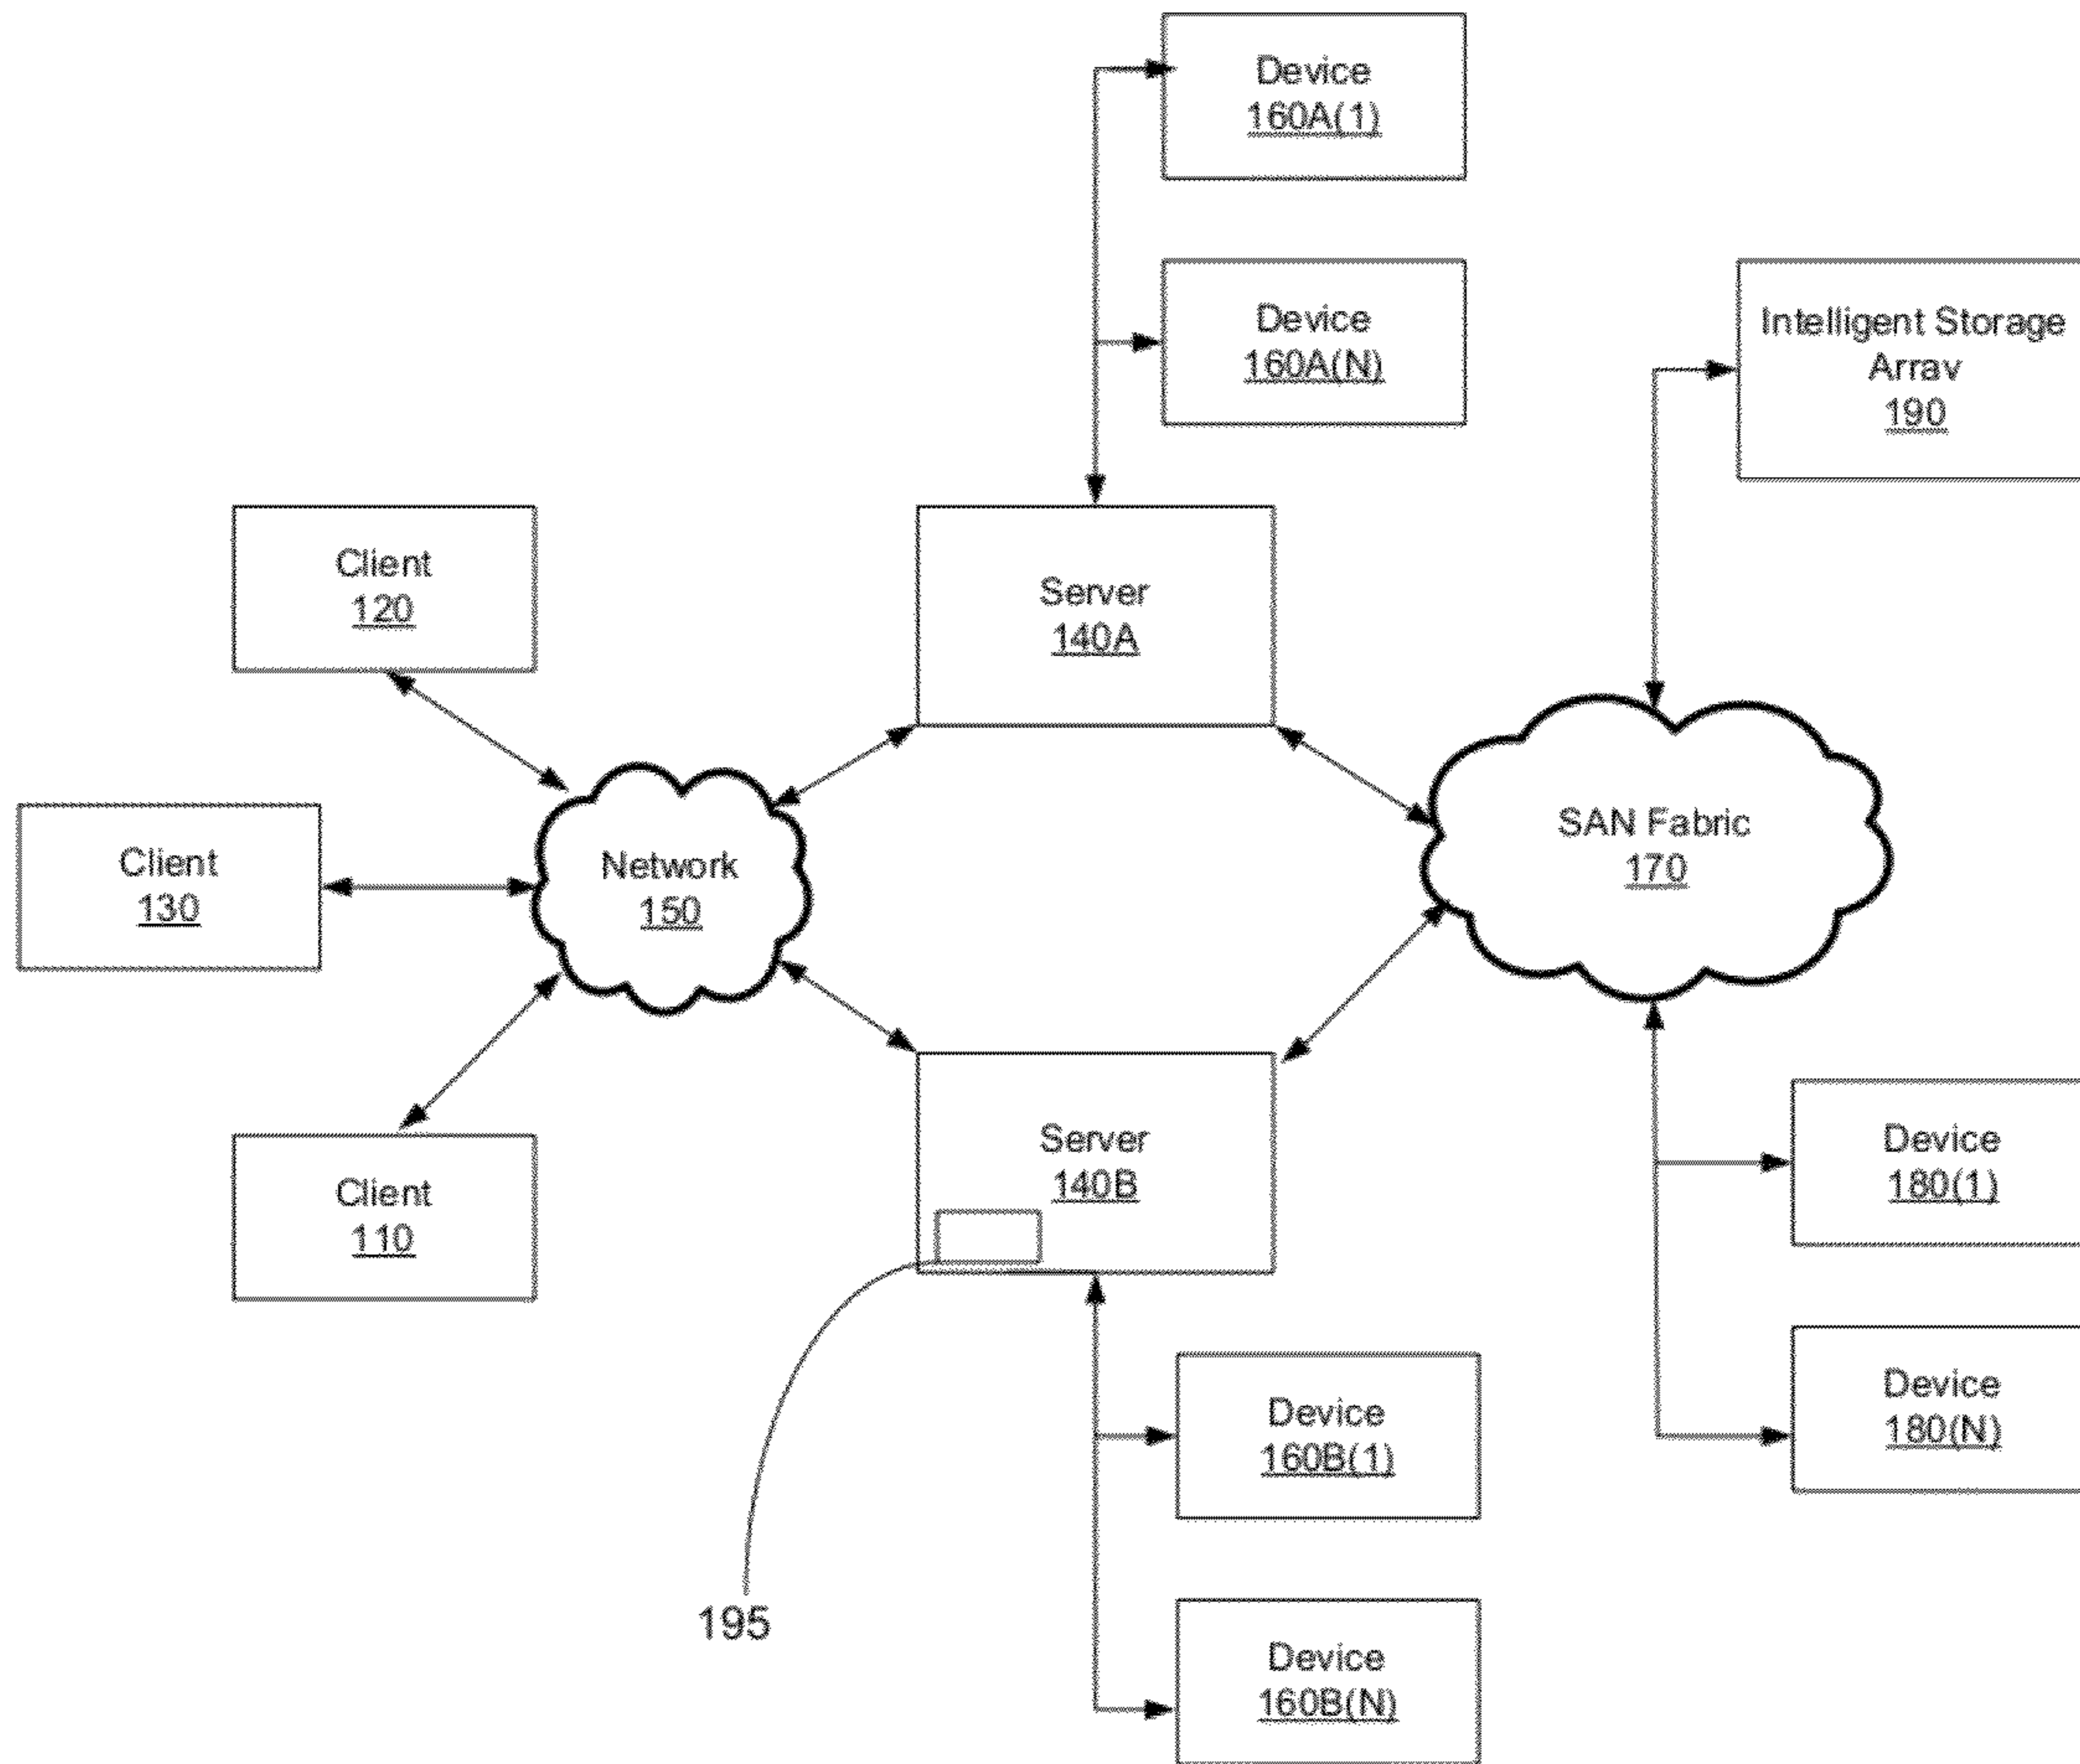 Device
160A(1)
Device
160A(N)
Intelligent Storage
Arrav
190
Client
120
Server
140A
Client
130
Network
150
SAN Fabric
170
Client
110
Server
140B
Device
180(1)
Device
180(N)
Device
160B(1)
195
Device
160B(N)